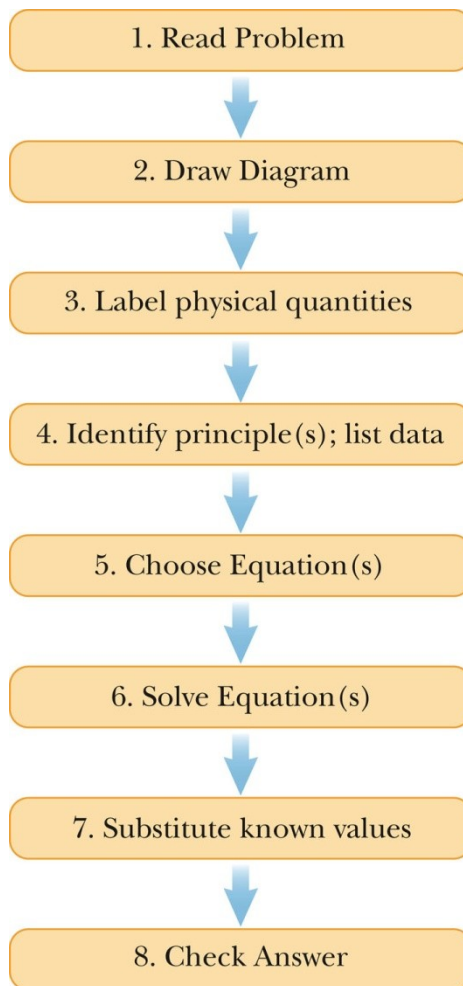 1. Read Problem
2. Draw Diagram
3. Label physical quantities
4. Identify principle(s); list data
5. Choose Equation(s)
6. Solve Equation(s)
7. Substitute known values
8. Check Answer